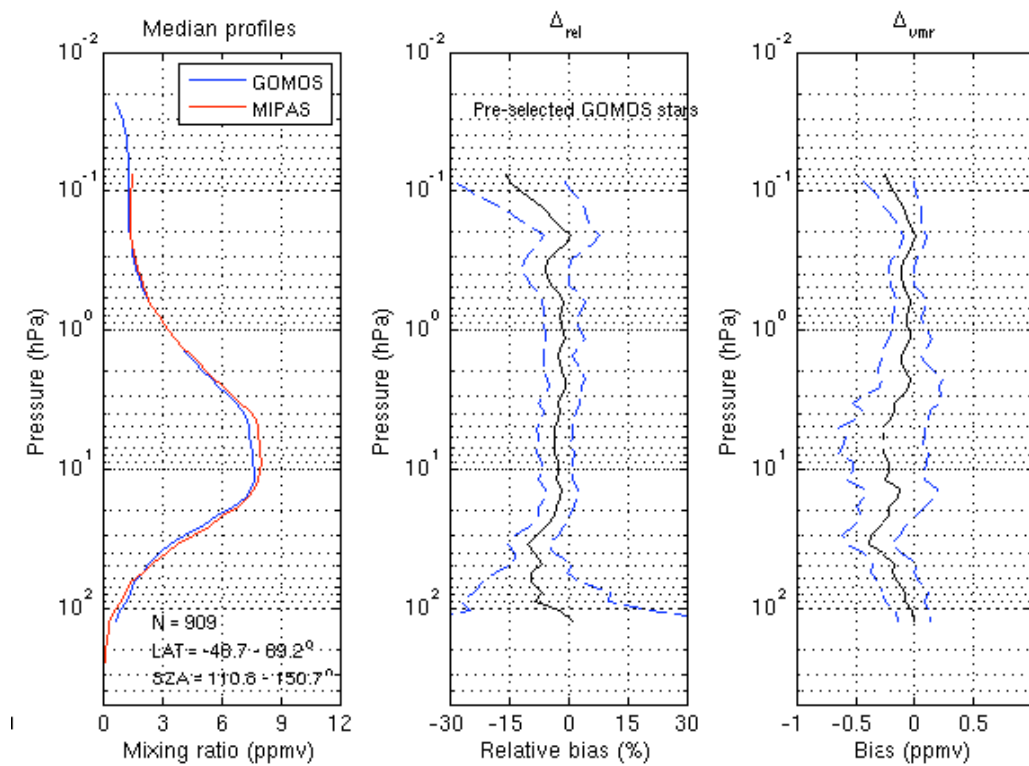 Median profiles
Δrel
Δvmr
GOMOS
MIPAS
Pre-selected GOMOS stars
10^-2
10^-1
10^0
10^1
10^2
Pressure (hPa)
N = 909
LAT = -48.7 - 69.2°
SZA = 110.6 - 150.7°
0 3 6 9 12
Mixing ratio (ppmv)
10^-2
10^-1
10^0
10^1
10^2
Pressure (hPa)
-30 -15 0 15 30
Relative bias (%)
10^-2
10^-1
10^0
10^1
10^2
Pressure (hPa)
-1 -0.5 0 0.5
Bias (ppmv)